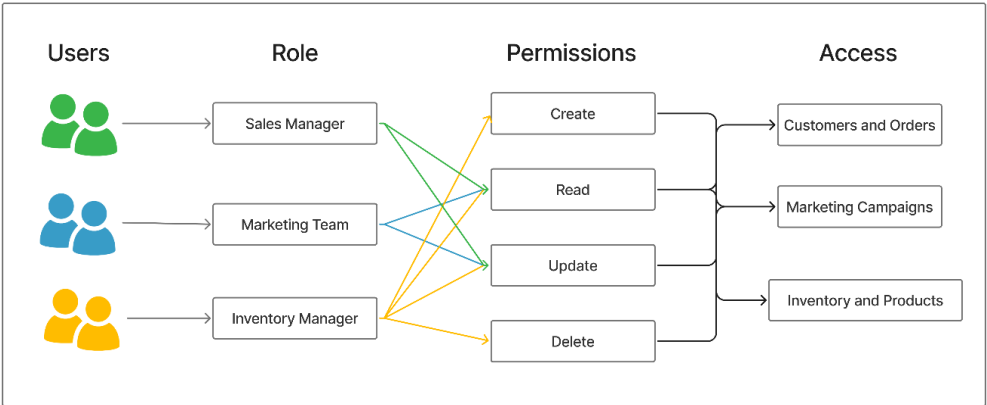 Users
Role
Permissions
Access
Sales Manager
Marketing Team
Inventory Manager
Create
Read
Update
Delete
Customers and Orders
Marketing Campaigns
Inventory and Products